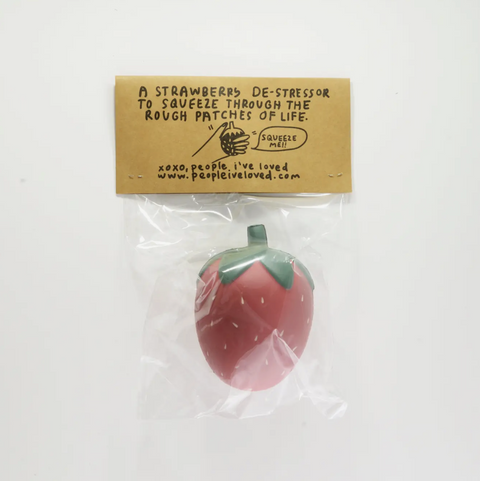 A STRAWBERRY DE-STRESSOR
TO SQUEEZE THROUGH THE
ROUGH PATCHES OF LIFE.
SQUEEZE
ME!!
xoxo, people i've loved
www.peopleiveloved.com